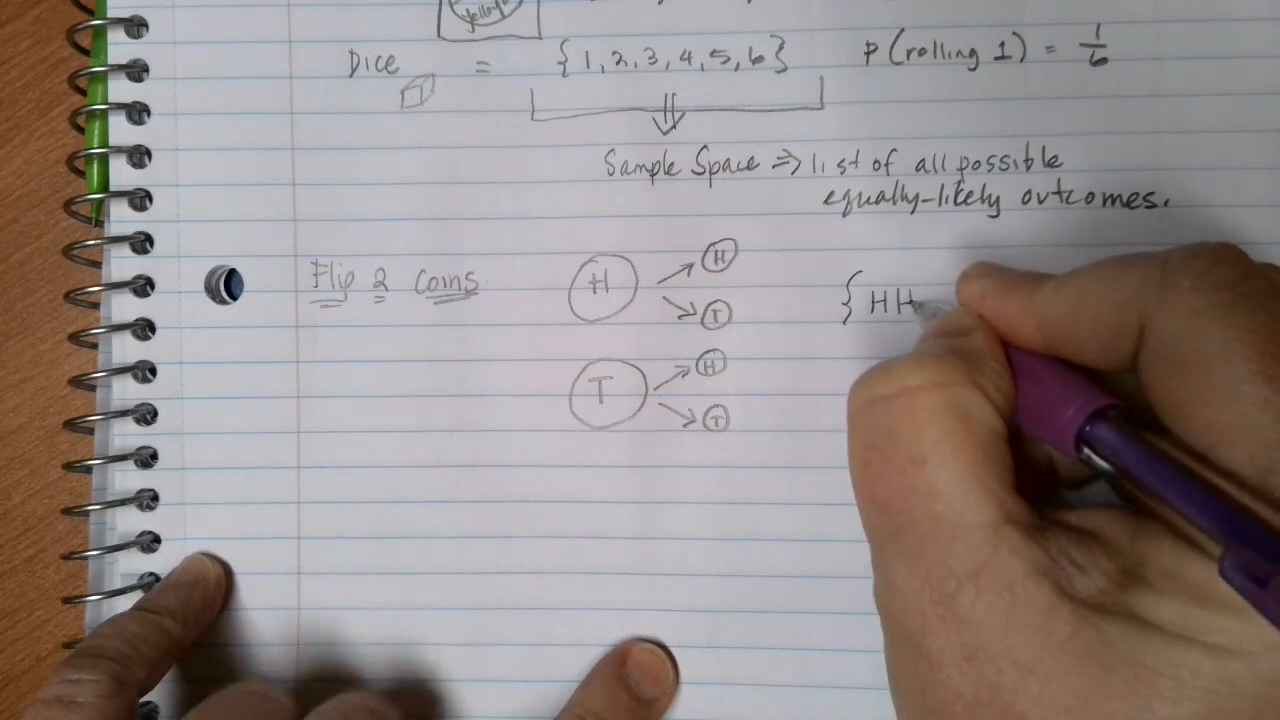 yellow
Dice = {1, 2, 3, 4, 5, 6} P(rolling 1) = 1/6
Sample Space ⇒ list of all possible
equally-likely outcomes.
Flip 2 coins
H H
T
T H
T
{ HH